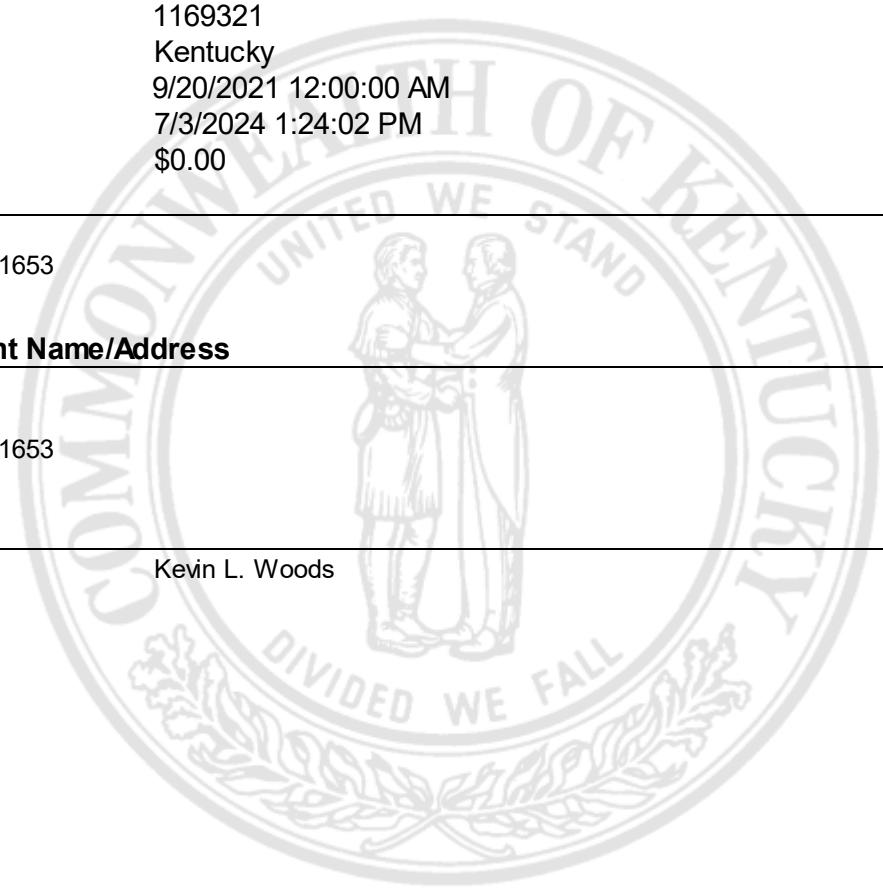 1169321
Kentucky
9/20/2021 12:00:00 AM
7/3/2024 1:24:02 PM
$0.00
1653
nt Name/Address
1653
Kevin L. Woods
COMMONWEALTH OF KENTUCKY
UNITED WE STAND
DIVIDED WE FALL